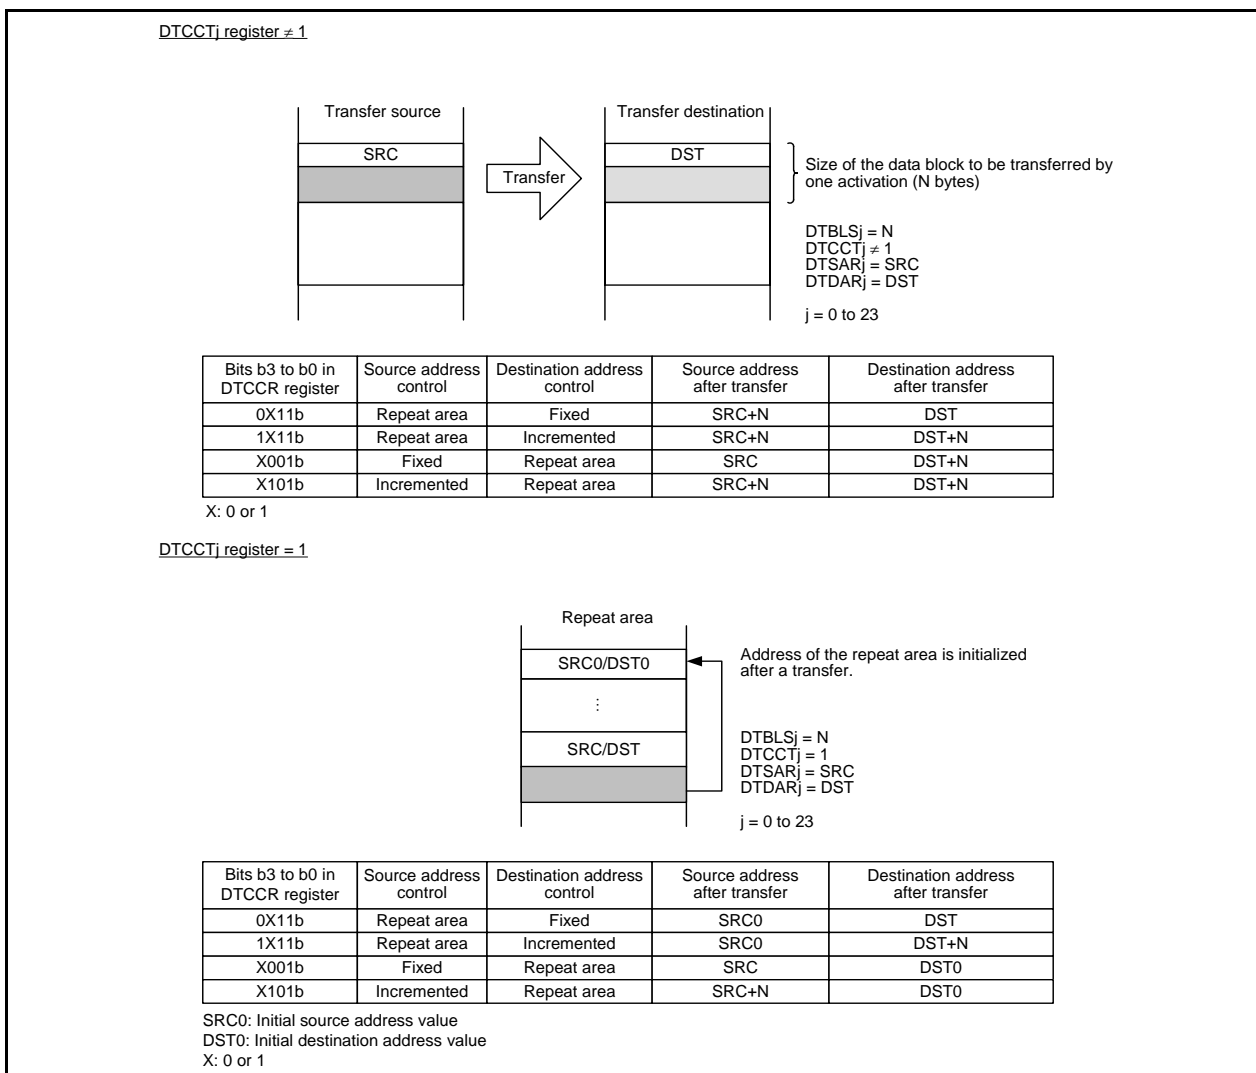 DTCCTj register ≠ 1
Transfer source
Transfer destination
SRC
DST
Transfer
Size of the data block to be transferred by
one activation (N bytes)
DTBLSj = N
DTCCTj ≠ 1
DTSARj = SRC
DTDARj = DST
j = 0 to 23
Bits b3 to b0 in DTCCR register | Source address control | Destination address control | Source address after transfer | Destination address after transfer
0X11b | Repeat area | Fixed | SRC+N | DST
1X11b | Repeat area | Incremented | SRC+N | DST+N
X001b | Fixed | Repeat area | SRC | DST+N
X101b | Incremented | Repeat area | SRC+N | DST+N
X: 0 or 1
DTCCTj register = 1
Repeat area
SRC0/DST0
⋮
SRC/DST
Address of the repeat area is initialized
after a transfer.
DTBLSj = N
DTCCTj = 1
DTSARj = SRC
DTDARj = DST
j = 0 to 23
Bits b3 to b0 in DTCCR register | Source address control | Destination address control | Source address after transfer | Destination address after transfer
0X11b | Repeat area | Fixed | SRC0 | DST
1X11b | Repeat area | Incremented | SRC0 | DST+N
X001b | Fixed | Repeat area | SRC | DST0
X101b | Incremented | Repeat area | SRC+N | DST0
SRC0: Initial source address value
DST0: Initial destination address value
X: 0 or 1